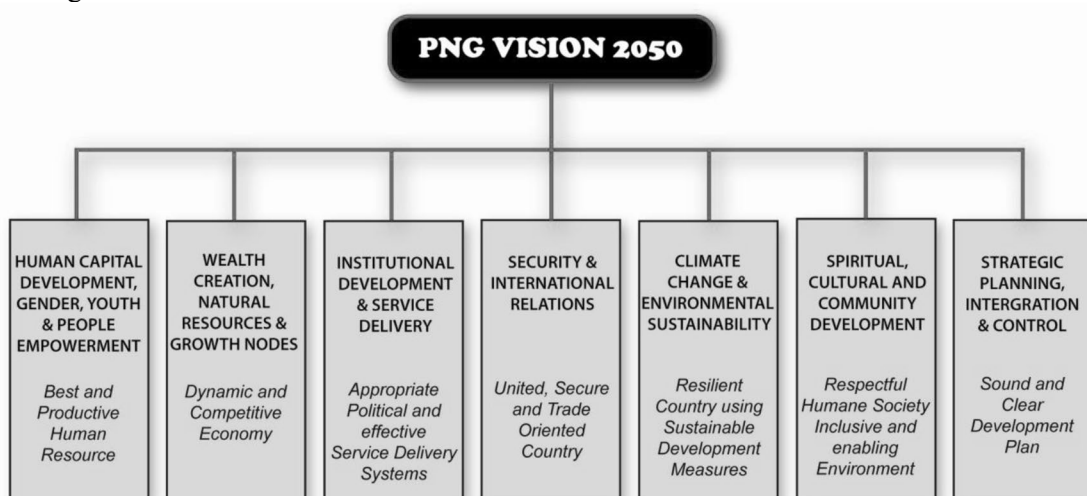 PNG VISION 2050
HUMAN CAPITAL
DEVELOPMENT,
GENDER, YOUTH
& PEOPLE
EMPOWERMENT
Best and
Productive
Human
Resource
WEALTH
CREATION,
NATURAL
RESOURCES &
GROWTH NODES
Dynamic and
Competitive
Economy
INSTITUTIONAL
DEVELOPMENT
& SERVICE
DELIVERY
Appropriate
Political and
effective
Service Delivery
Systems
SECURITY &
INTERNATIONAL
RELATIONS
United, Secure
and Trade
Oriented
Country
CLIMATE
CHANGE &
ENVIRONMENTAL
SUSTAINABILITY
Resilient
Country using
Sustainable
Development
Measures
SPIRITUAL,
CULTURAL AND
COMMUNITY
DEVELOPMENT
Respectful
Humane Society
Inclusive and
enabling
Environment
STRATEGIC
PLANNING,
INTERGRATION
& CONTROL
Sound and
Clear
Development
Plan